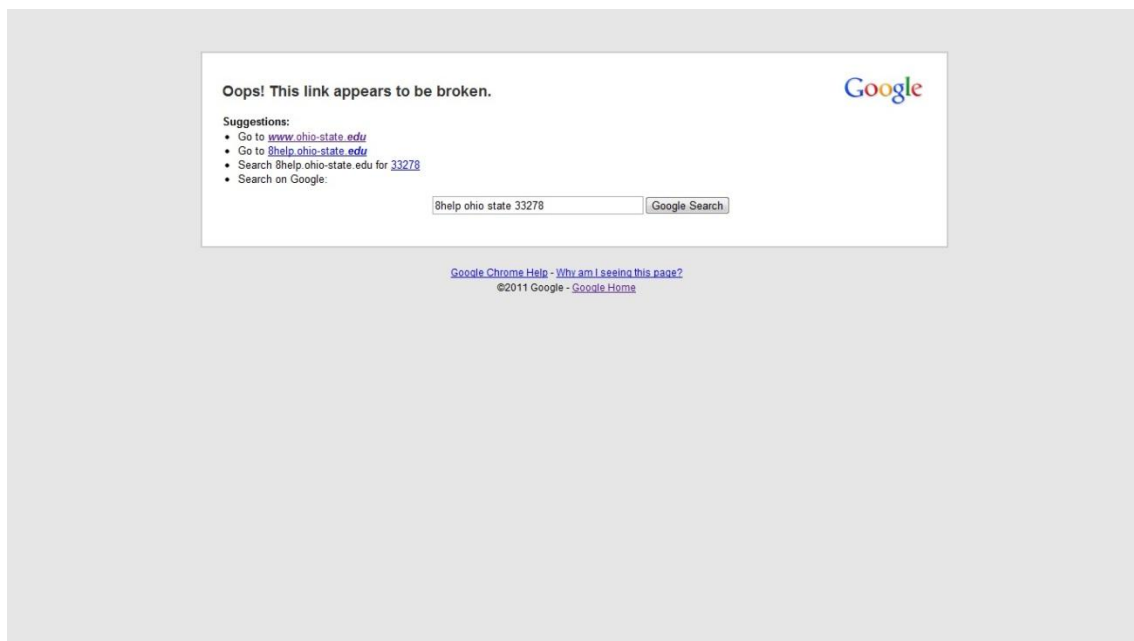 Oops! This link appears to be broken.
Google
Suggestions:
• Go to www.ohio-state.edu
• Go to 8help.ohio-state.edu
• Search 8help.ohio-state.edu for 33278
• Search on Google:
8help ohio state 33278 Google Search
Google Chrome Help - Why am I seeing this page?
©2011 Google - Google Home